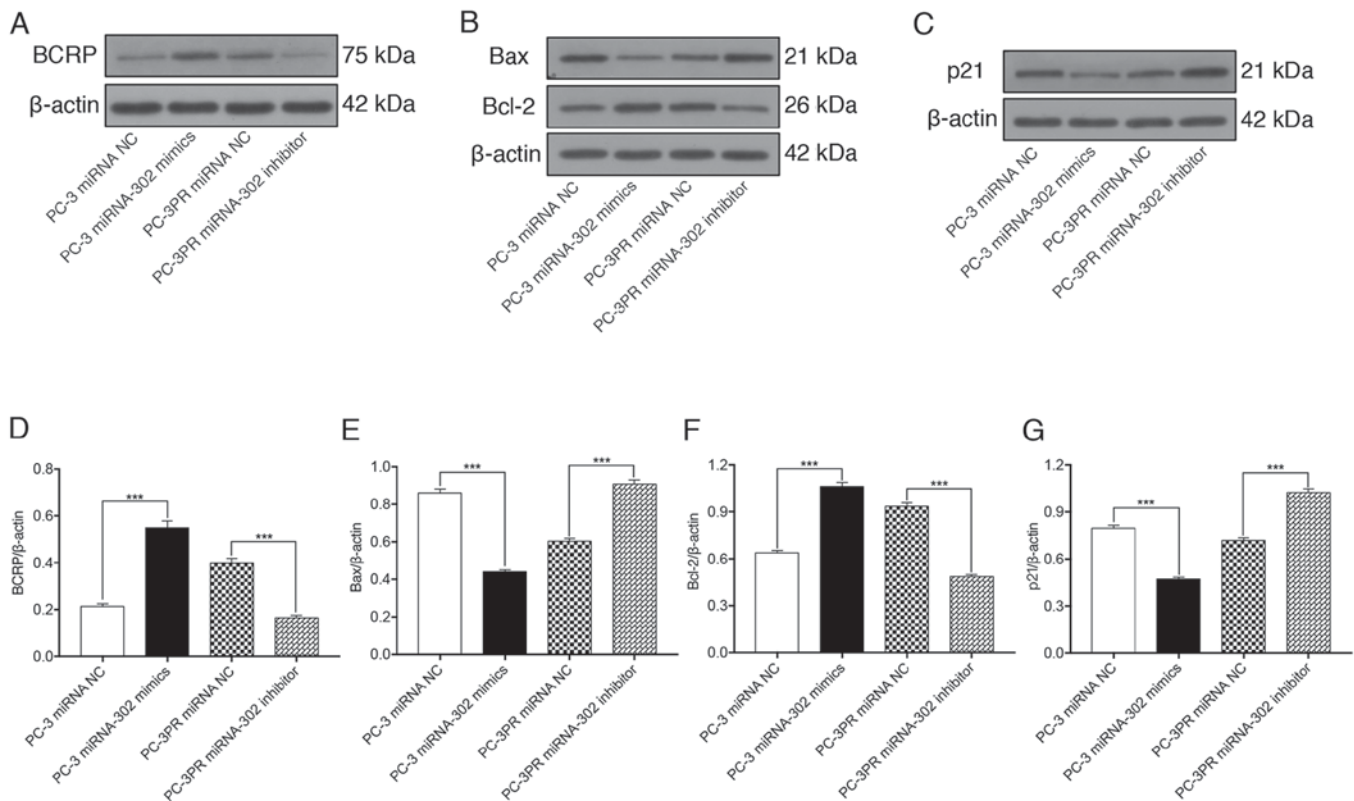 A
BCRP 75 kDa
β-actin 42 kDa
PC-3 miRNA NC
PC-3 miRNA-302 mimics
PC-3PR miRNA NC
PC-3PR miRNA-302 inhibitor
B
Bax 21 kDa
Bcl-2 26 kDa
β-actin 42 kDa
PC-3 miRNA NC
PC-3 miRNA-302 mimics
PC-3PR miRNA NC
PC-3PR miRNA-302 inhibitor
C
p21 21 kDa
β-actin 42 kDa
PC-3 miRNA NC
PC-3 miRNA-302 mimics
PC-3PR miRNA NC
PC-3PR miRNA-302 inhibitor
D
BCRP/β-actin
0.8
0.6
0.4
0.2
0.0
***
***
PC-3 miRNA NC
PC-3 miRNA-302 mimics
PC-3PR miRNA NC
PC-3PR miRNA-302 inhibitor
E
Bax/β-actin
1.0
0.8
0.6
0.4
0.2
0.0
***
***
PC-3 miRNA NC
PC-3 miRNA-302 mimics
PC-3PR miRNA NC
PC-3PR miRNA-302 inhibitor
F
Bcl-2/β-actin
1.2
0.9
0.6
0.3
0.0
***
***
PC-3 miRNA NC
PC-3 miRNA-302 mimics
PC-3PR miRNA NC
PC-3PR miRNA-302 inhibitor
G
p21/β-actin
1.2
0.9
0.6
0.3
0.0
***
***
PC-3 miRNA NC
PC-3 miRNA-302 mimics
PC-3PR miRNA NC
PC-3PR miRNA-302 inhibitor